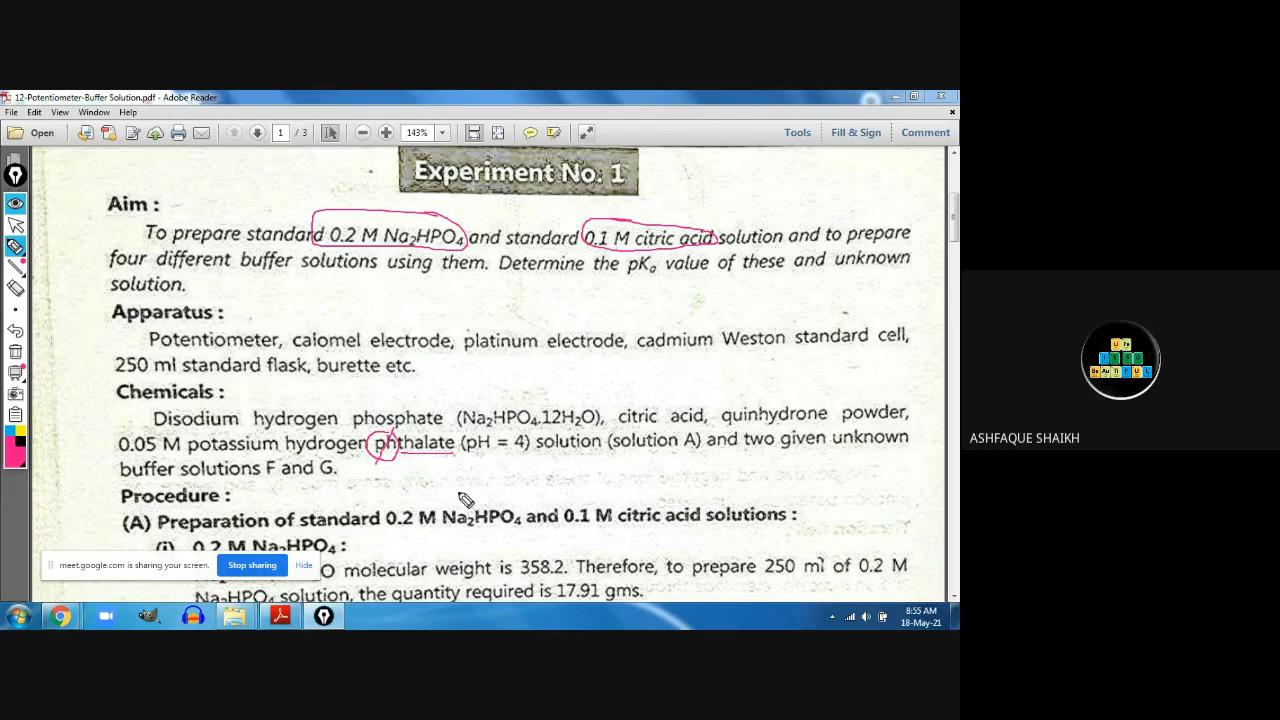 12-Potentiometer-Buffer Solution.pdf - Adobe Reader
File Edit View Window Help
Open 1 / 3 143% Tools Fill & Sign Comment
Experiment No. 1
Aim :
To prepare standard 0.2 M Na₂HPO₄ and standard 0.1 M citric acid solution and to prepare
four different buffer solutions using them. Determine the pKₐ value of these and unknown
solution.
Apparatus :
Potentiometer, calomel electrode, platinum electrode, cadmium Weston standard cell,
250 ml standard flask, burette etc.
Chemicals :
Disodium hydrogen phosphate (Na₂HPO₄.12H₂O), citric acid, quinhydrone powder,
0.05 M potassium hydrogen phthalate (pH = 4) solution (solution A) and two given unknown
buffer solutions F and G.
Procedure :
(A) Preparation of standard 0.2 M Na₂HPO₄ and 0.1 M citric acid solutions :
(i) 0.2 M Na₂HPO₄ :
O molecular weight is 358.2. Therefore, to prepare 250 ml of 0.2 M
Na₂HPO₄ solution, the quantity required is 17.91 gms.
meet.google.com is sharing your screen. Stop sharing Hide
8:55 AM
18-May-21
ASHFAQUE SHAIKH